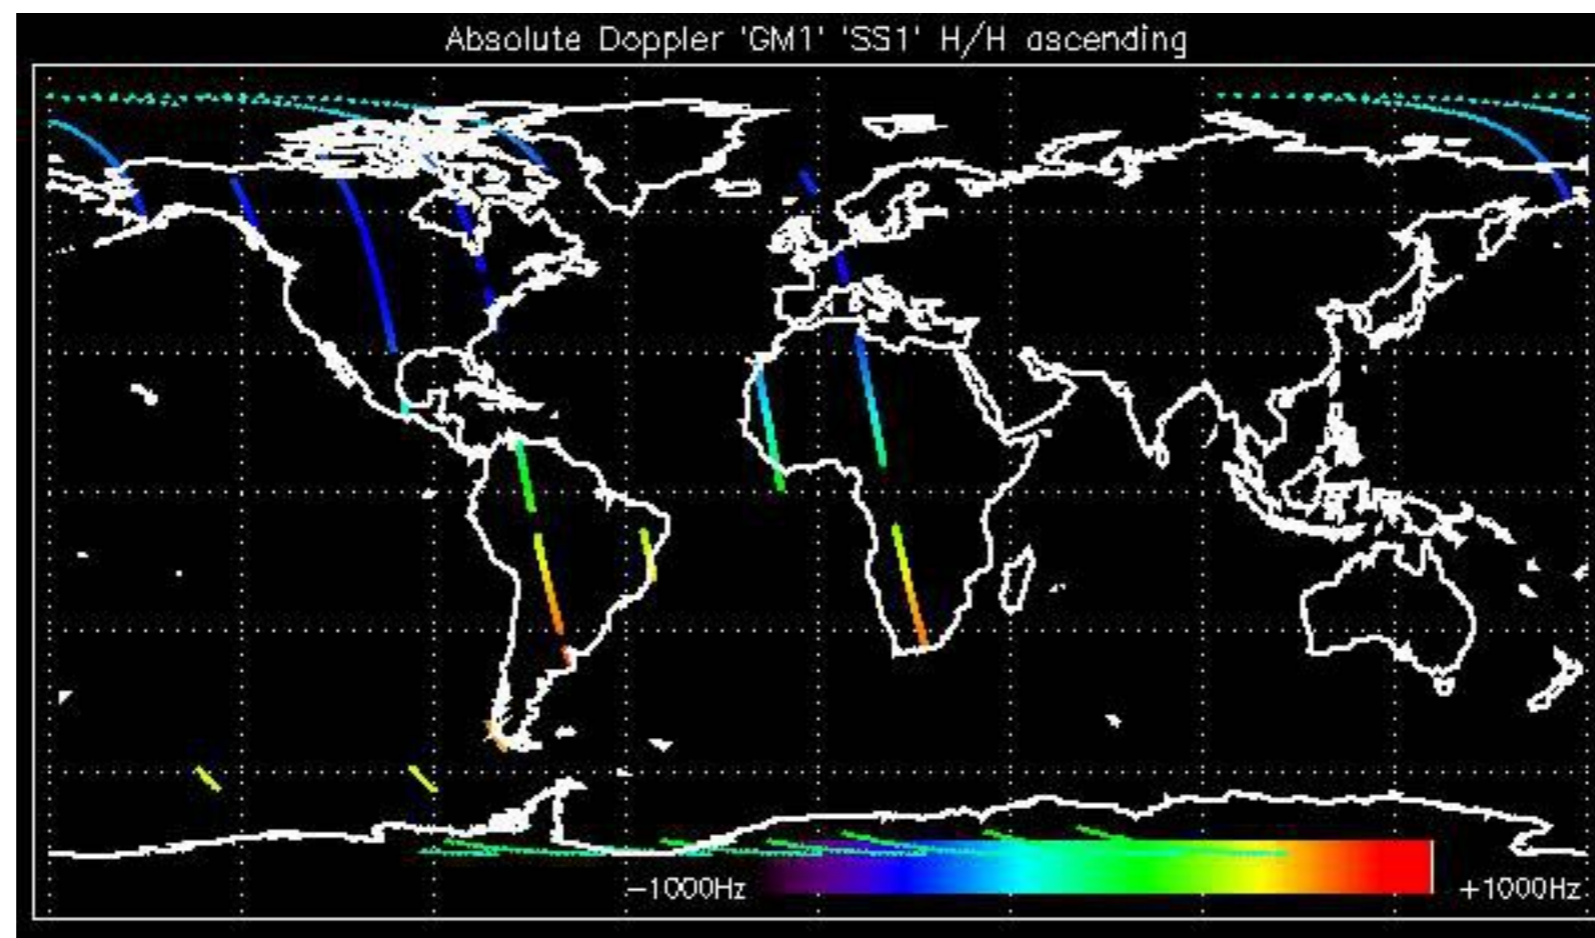 Absolute Doppler 'GM1' 'SS1' H/H ascending
−1000Hz
+1000Hz